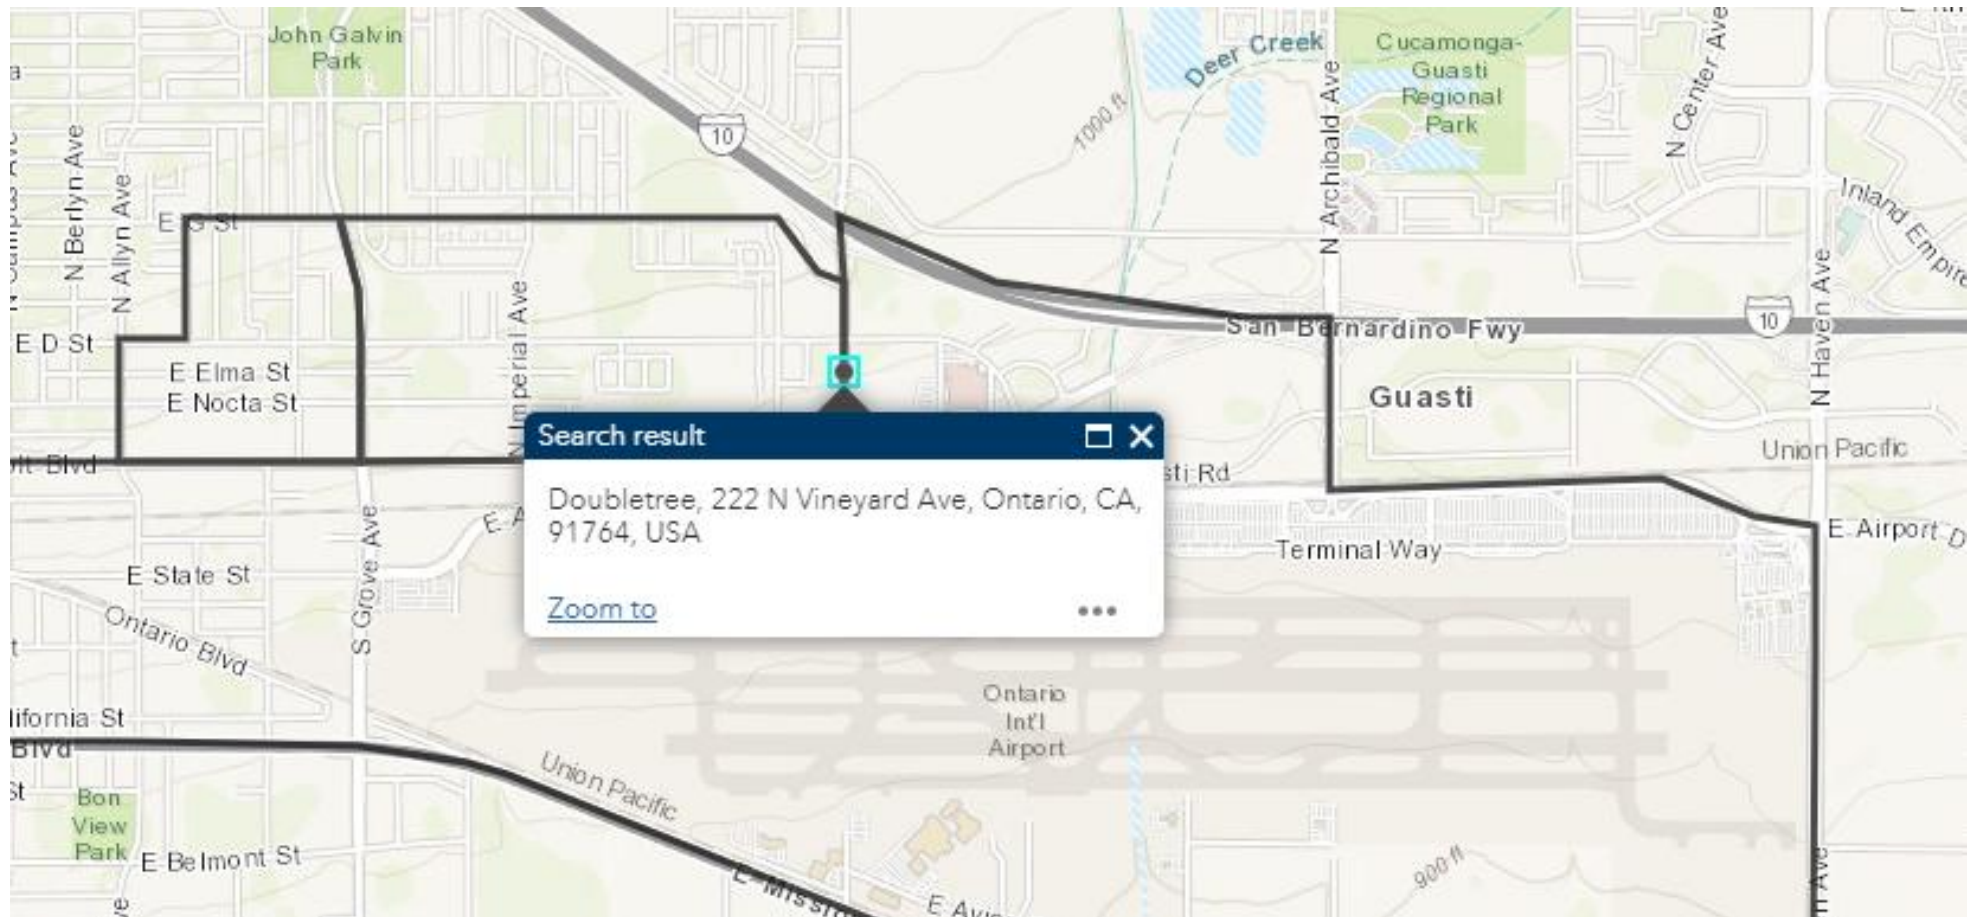 John Galvin
Park
10
Deer Creek
Cucamonga-
Guasti
Regional
Park
N Center Ave
1000 ft
N Archibald Ave
N Berlyn Ave
N Allyn Ave
E G St
Inland Empire
N Haven Ave
N Imperial Ave
E D St
San Bernardino Fwy
10
E Elma St
E Nocta St
Guasti
Search result
Blvd
Union Pacific
Rd
Doubletree, 222 N Vineyard Ave, Ontario, CA,
91764, USA
E Airport D
Terminal Way
S Grove Ave
E State St
Zoom to
Ontario Blvd
Ontario
Int'l
Airport
St
Blvd
Union Pacific
St
Bon
View
Park
E Belmont St
900 ft
Ave